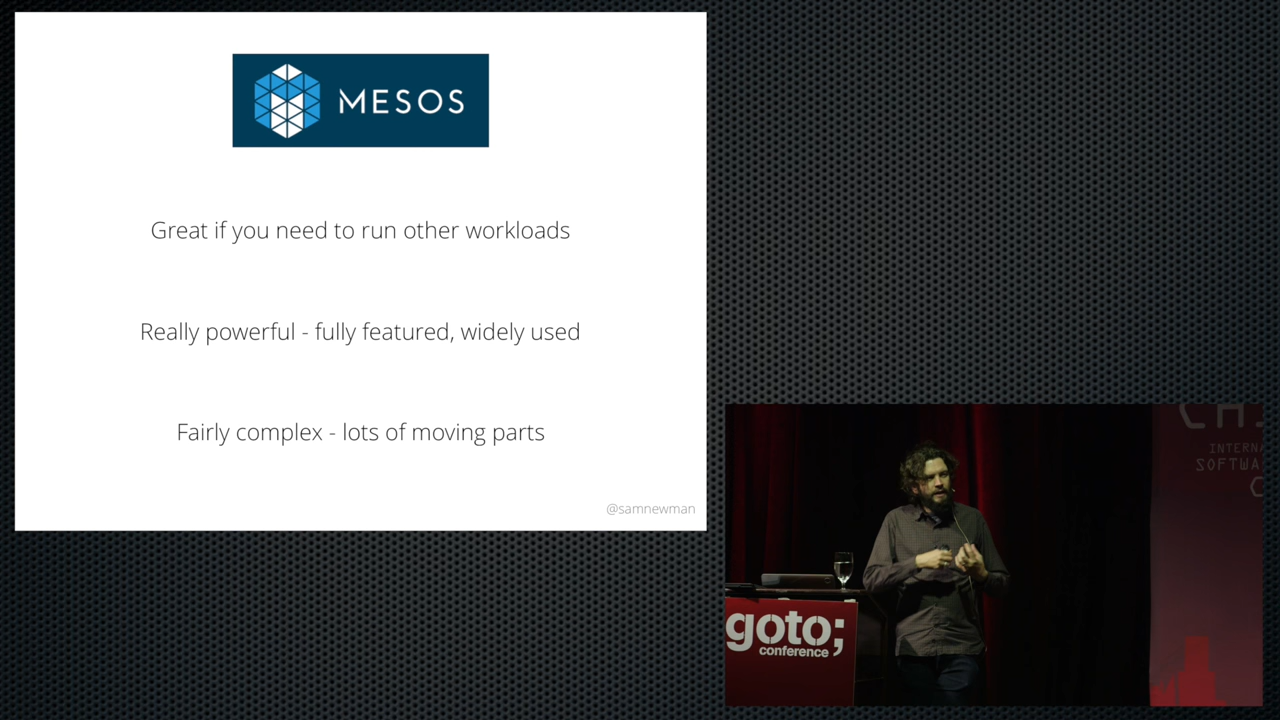 MESOS
Great if you need to run other workloads
Really powerful - fully featured, widely used
Fairly complex - lots of moving parts
@samnewman
goto;
conference